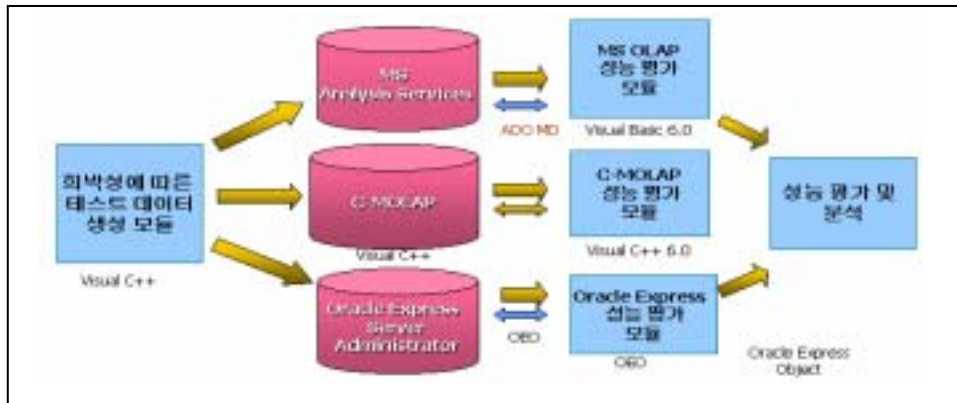 희박성에 따른
테스트 데이터
생성 모듈
Visual C++
MS
Analysis Services
ADO MD
MS OLAP
성능 평가
모듈
Visual Basic 6.0
C-MOLAP
Visual C++
C-MOLAP
성능 평가
모듈
Visual C++ 6.0
Oracle Express
Server
Administrator
OEO
Oracle Express
성능 평가
모듈
OEO
성능 평가 및
분석
Oracle Express
Object